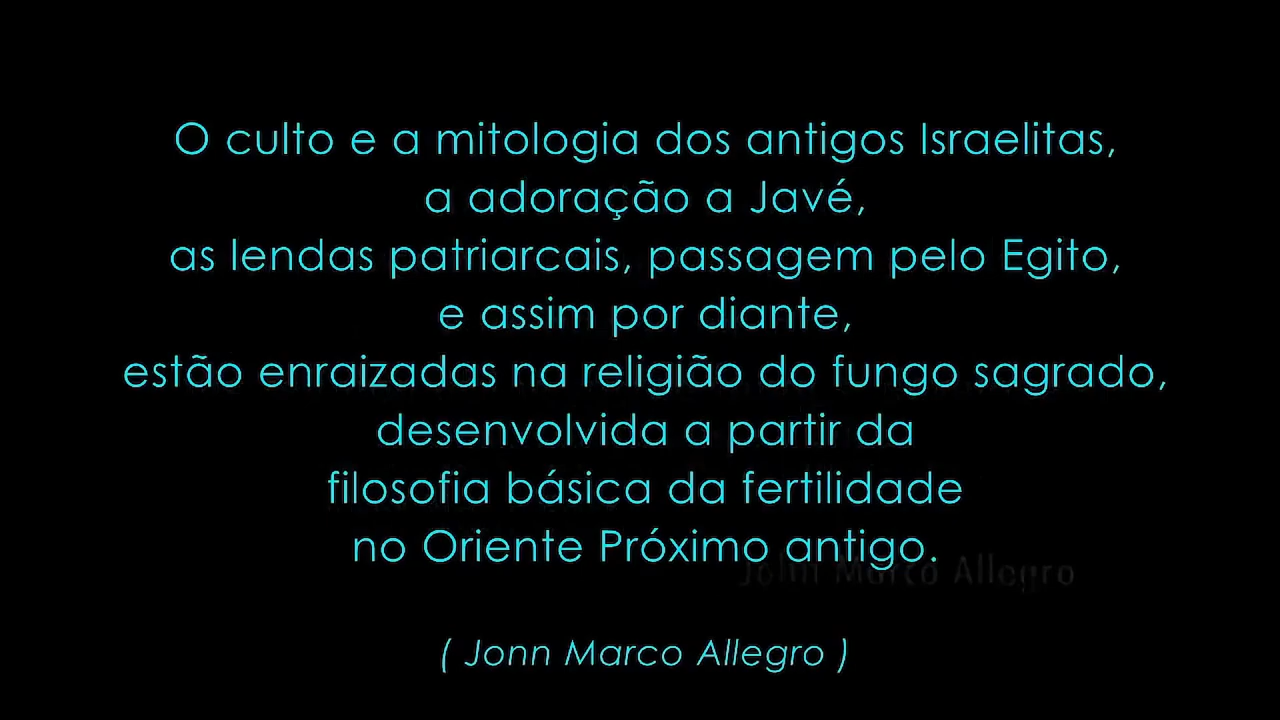 O culto e a mitologia dos antigos Israelitas,
a adoração a Javé,
as lendas patriarcais, passagem pelo Egito,
e assim por diante,
estão enraizadas na religião do fungo sagrado,
desenvolvida a partir da
filosofia básica da fertilidade
no Oriente Próximo antigo.
John Marco Allegro
( Jonn Marco Allegro )